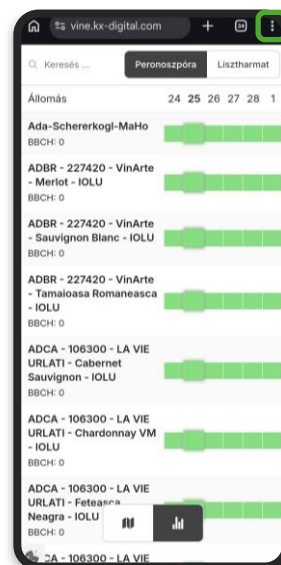 vine.kx-digital.com
Keresés ...
Peronoszpóra
Lisztharmat
Állomás 24 25 26 27 28 1
Ada-Schererkogl-MaHo
BBCH: 0
ADBR - 227420 - VinArte
- Merlot - IOLU
BBCH: 0
ADBR - 227420 - VinArte
- Sauvignon Blanc - IOLU
BBCH: 0
ADBR - 227420 - VinArte
- Tamaioasa Romaneasca
- IOLU
BBCH: 0
ADCA - 106300 - LA VIE
URLATI - Cabernet
Sauvignon - IOLU
BBCH: 0
ADCA - 106300 - LA VIE
URLATI - Chardonnay VM
- IOLU
BBCH: 0
ADCA - 106300 - LA VIE
URLATI - Feteasca
Neagra - IOLU
BBCH: 0
CA - 106300 - LA VIE